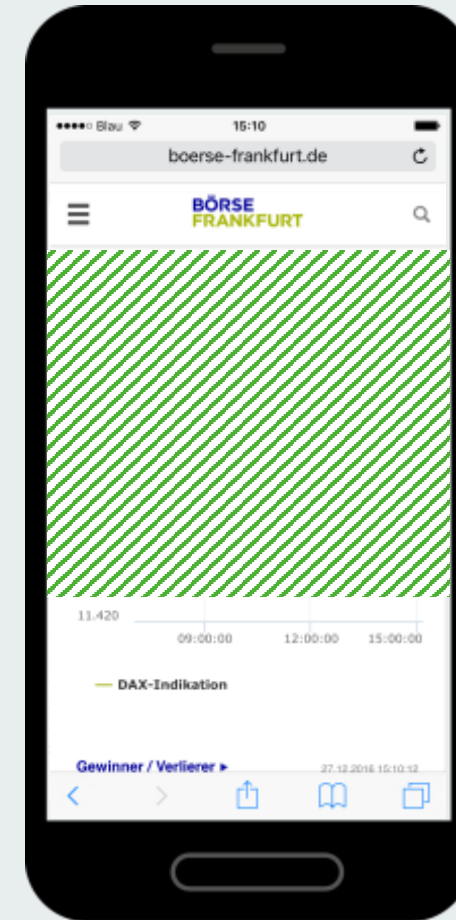 Blau 15:10
boerse-frankfurt.de
BÖRSE
FRANKFURT
11.420
09:00:00 12:00:00 15:00:00
DAX-Indikation
Gewinner / Verlierer ▸ 27.12.2016 15:10:12